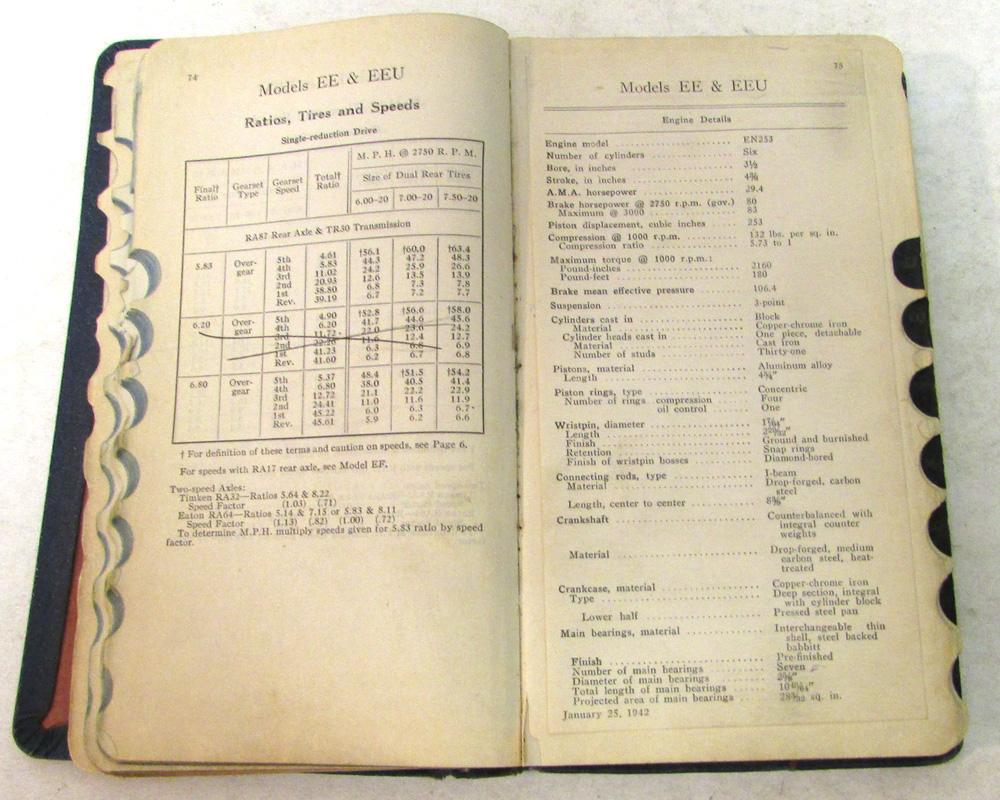 74
Models EE & EEU
Ratios, Tires and Speeds
Single-reduction Drive
Final† Ratio Gearset Type Gearset Speed Total† Ratio M. P. H. @ 2750 R. P. M.
Size of Dual Rear Tires
6.00–20 7.00–20 7.50–20
RA87 Rear Axle & TR30 Transmission
5.83 Over-gear 5th 4.61 †56.1 †60.0 †63.4
4th 5.83 44.3 47.2 48.3
3rd 11.02 24.2 25.9 26.6
2nd 20.93 12.6 13.5 13.9
1st 38.80 6.8 7.3 7.8
Rev. 39.19 6.7 7.2 7.7
6.20 Over-gear 5th 4.90 †52.8 †56.6 †58.0
4th 6.20 41.7 44.6 45.6
3rd 11.72 22.0 23.6 24.2
2nd 22.26 11.6 12.4 12.7
1st 41.23 6.3 6.8 6.9
Rev. 41.60 6.2 6.7 6.8
6.80 Over-gear 5th 5.37 48.4 †51.5 †54.2
4th 6.80 38.0 40.5 41.4
3rd 12.72 21.1 22.2 22.9
2nd 24.41 11.0 11.6 11.9
1st 45.22 6.0 6.3 6.7
Rev. 45.61 5.9 6.2 6.6
† For definition of these terms and caution on speeds, see Page 6.
For speeds with RA17 rear axle, see Model EF.
Two-speed Axles:
Timken RA32—Ratios 5.64 & 8.22
Speed Factor (1.03) (.71)
Eaton RA64—Ratios 5.14 & 7.15 or 5.83 & 8.11
Speed Factor (1.13) (.82) (1.00) (.72)
To determine M.P.H. multiply speeds given for 5.83 ratio by speed
factor.
75
Models EE & EEU
Engine Details
Engine model EN253
Number of cylinders Six
Bore, in inches 3½
Stroke, in inches 4⅜
A.M.A. horsepower 29.4
Brake horsepower @ 2750 r.p.m. (gov.) 80
Maximum @ 3000 83
Piston displacement, cubic inches 253
Compression @ 1000 r.p.m. 132 lbs. per sq. in.
Compression ratio 5.73 to 1
Maximum torque @ 1000 r.p.m.:
Pound-inches 2160
Pound-feet 180
Brake mean effective pressure 106.4
Suspension 3-point
Cylinders cast in Block
Material Copper-chrome iron
Cylinder heads cast in One piece, detachable
Material Cast iron
Number of studs Thirty-one
Pistons, material Aluminum alloy
Length
Piston rings, type Concentric
Number of rings compression Four
oil control One
Wristpin, diameter
Length
Finish Ground and burnished
Retention Snap rings
Finish of wristpin bosses Diamond-bored
Connecting rods, type I-beam
Material Drop-forged, carbon
steel
Length, center to center
Crankshaft Counterbalanced with
integral counter
weights
Material Drop-forged, medium
carbon steel, heat-
treated
Crankcase, material Copper-chrome iron
Type Deep section, integral
with cylinder block
Lower half Pressed steel pan
Main bearings, material Interchangeable thin
shell, steel backed
babbitt
Finish Pre-finished
Number of main bearings Seven
Diameter of main bearings
Total length of main bearings
Projected area of main bearings sq. in.
January 25, 1942